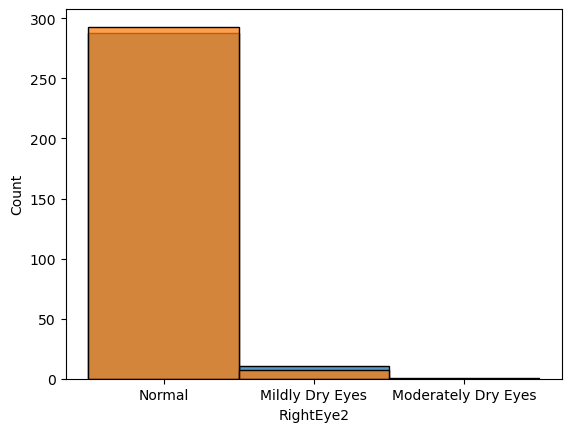 300
250
200
150
100
50
0
Count
Normal
Mildly Dry Eyes
Moderately Dry Eyes
RightEye2